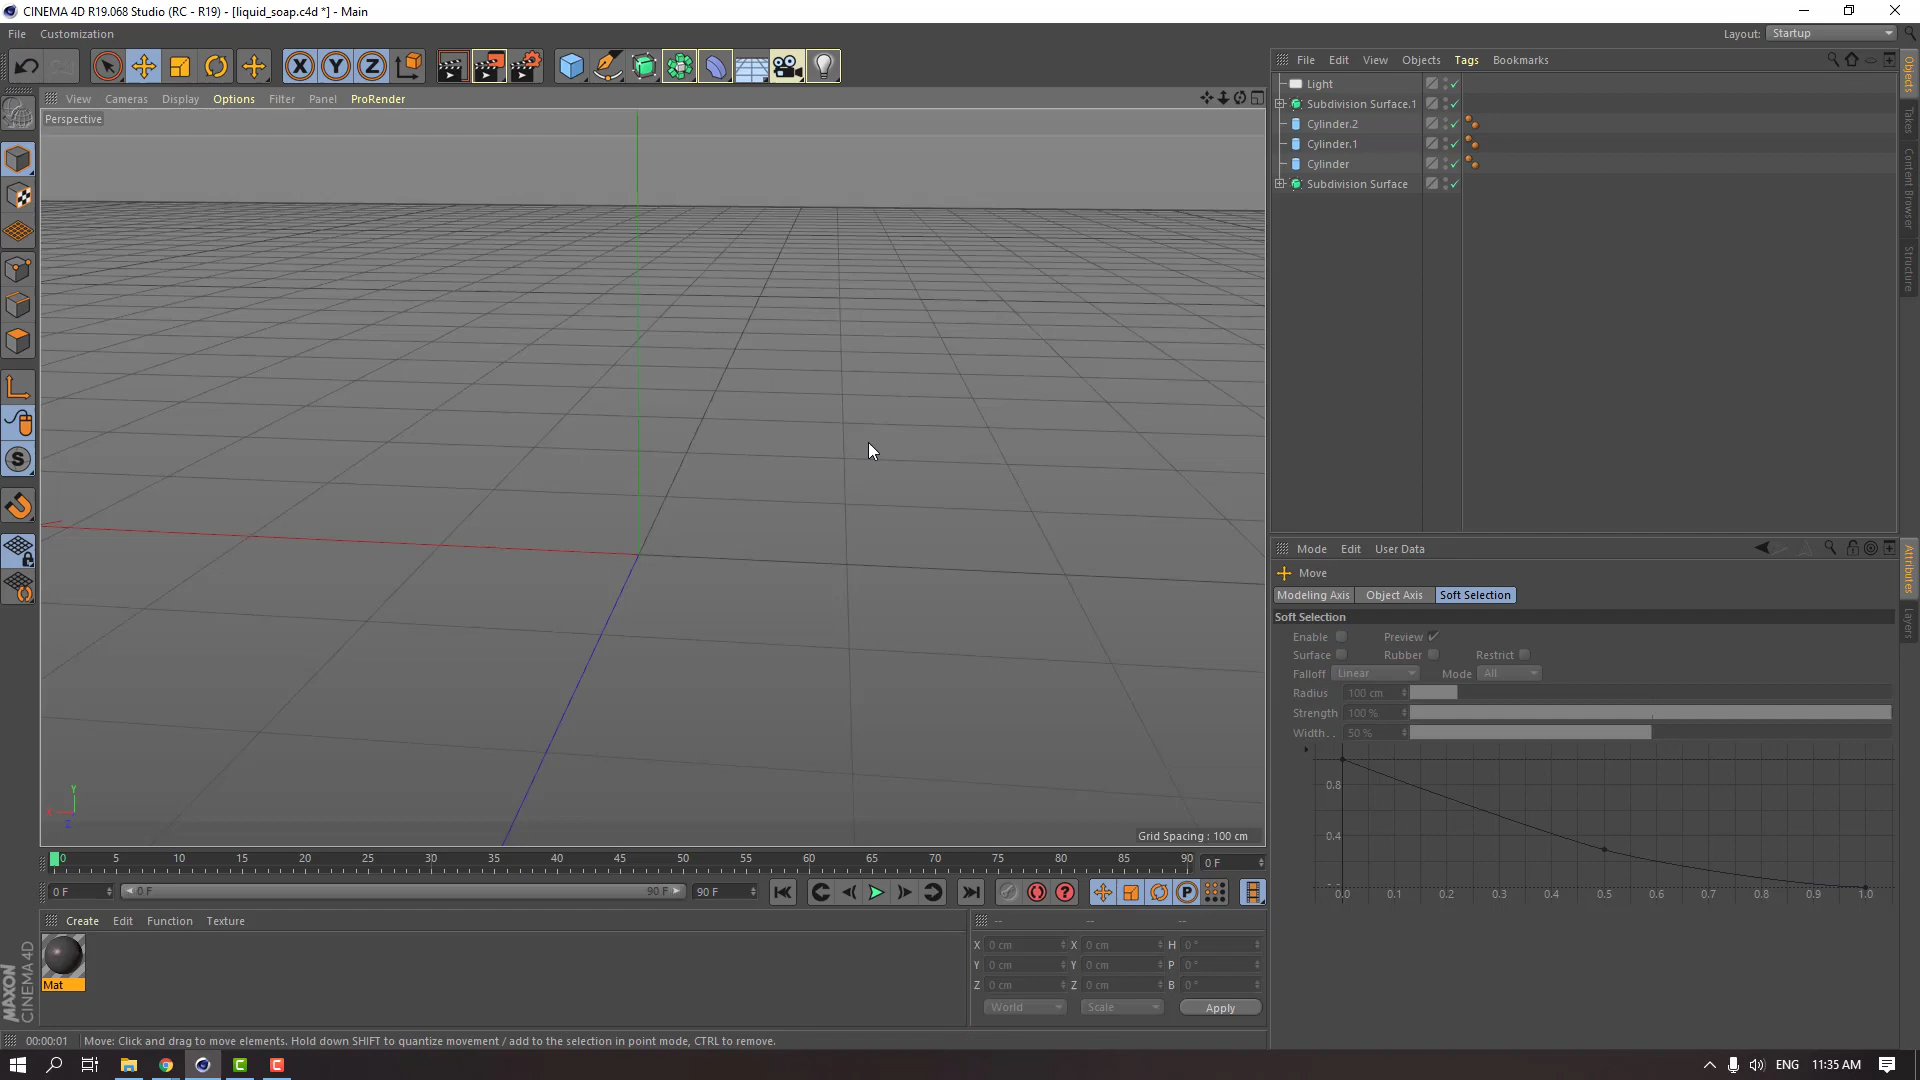 CINEMA 4D R19.068 Studio (RC - R19) - [liquid_soap.c4d *] - Main
File Customization Layout: Startup
File Edit View Objects Tags Bookmarks
View Cameras Display Options Filter Panel ProRender
Perspective
Light
Subdivision Surface.1
Cylinder.2
Cylinder.1
Cylinder
Subdivision Surface
Objects
Takes
Content Browser
Structure
Mode Edit User Data
Move
Modeling Axis Object Axis Soft Selection
Soft Selection
Enable Preview
Surface Rubber Restrict
Falloff Linear Mode All
Radius 100 cm
Strength 100 %
Width . . 50 %
0.8
0.4
0.0 0.1 0.2 0.3 0.4 0.5 0.6 0.7 0.8 0.9 1.0
Attributes
Layers
Y
X
Z
Grid Spacing : 100 cm
0 5 10 15 20 25 30 35 40 45 50 55 60 65 70 75 80 85 90 0 F
0 F 0 F 90 F 90 F
Create Edit Function Texture
Mat
MAXON
CINEMA 4D
-- -- --
X 0 cm X 0 cm H 0 °
Y 0 cm Y 0 cm P 0 °
Z 0 cm Z 0 cm B 0 °
World Scale Apply
00:00:01 Move: Click and drag to move elements. Hold down SHIFT to quantize movement / add to the selection in point mode, CTRL to remove.
ENG 11:35 AM